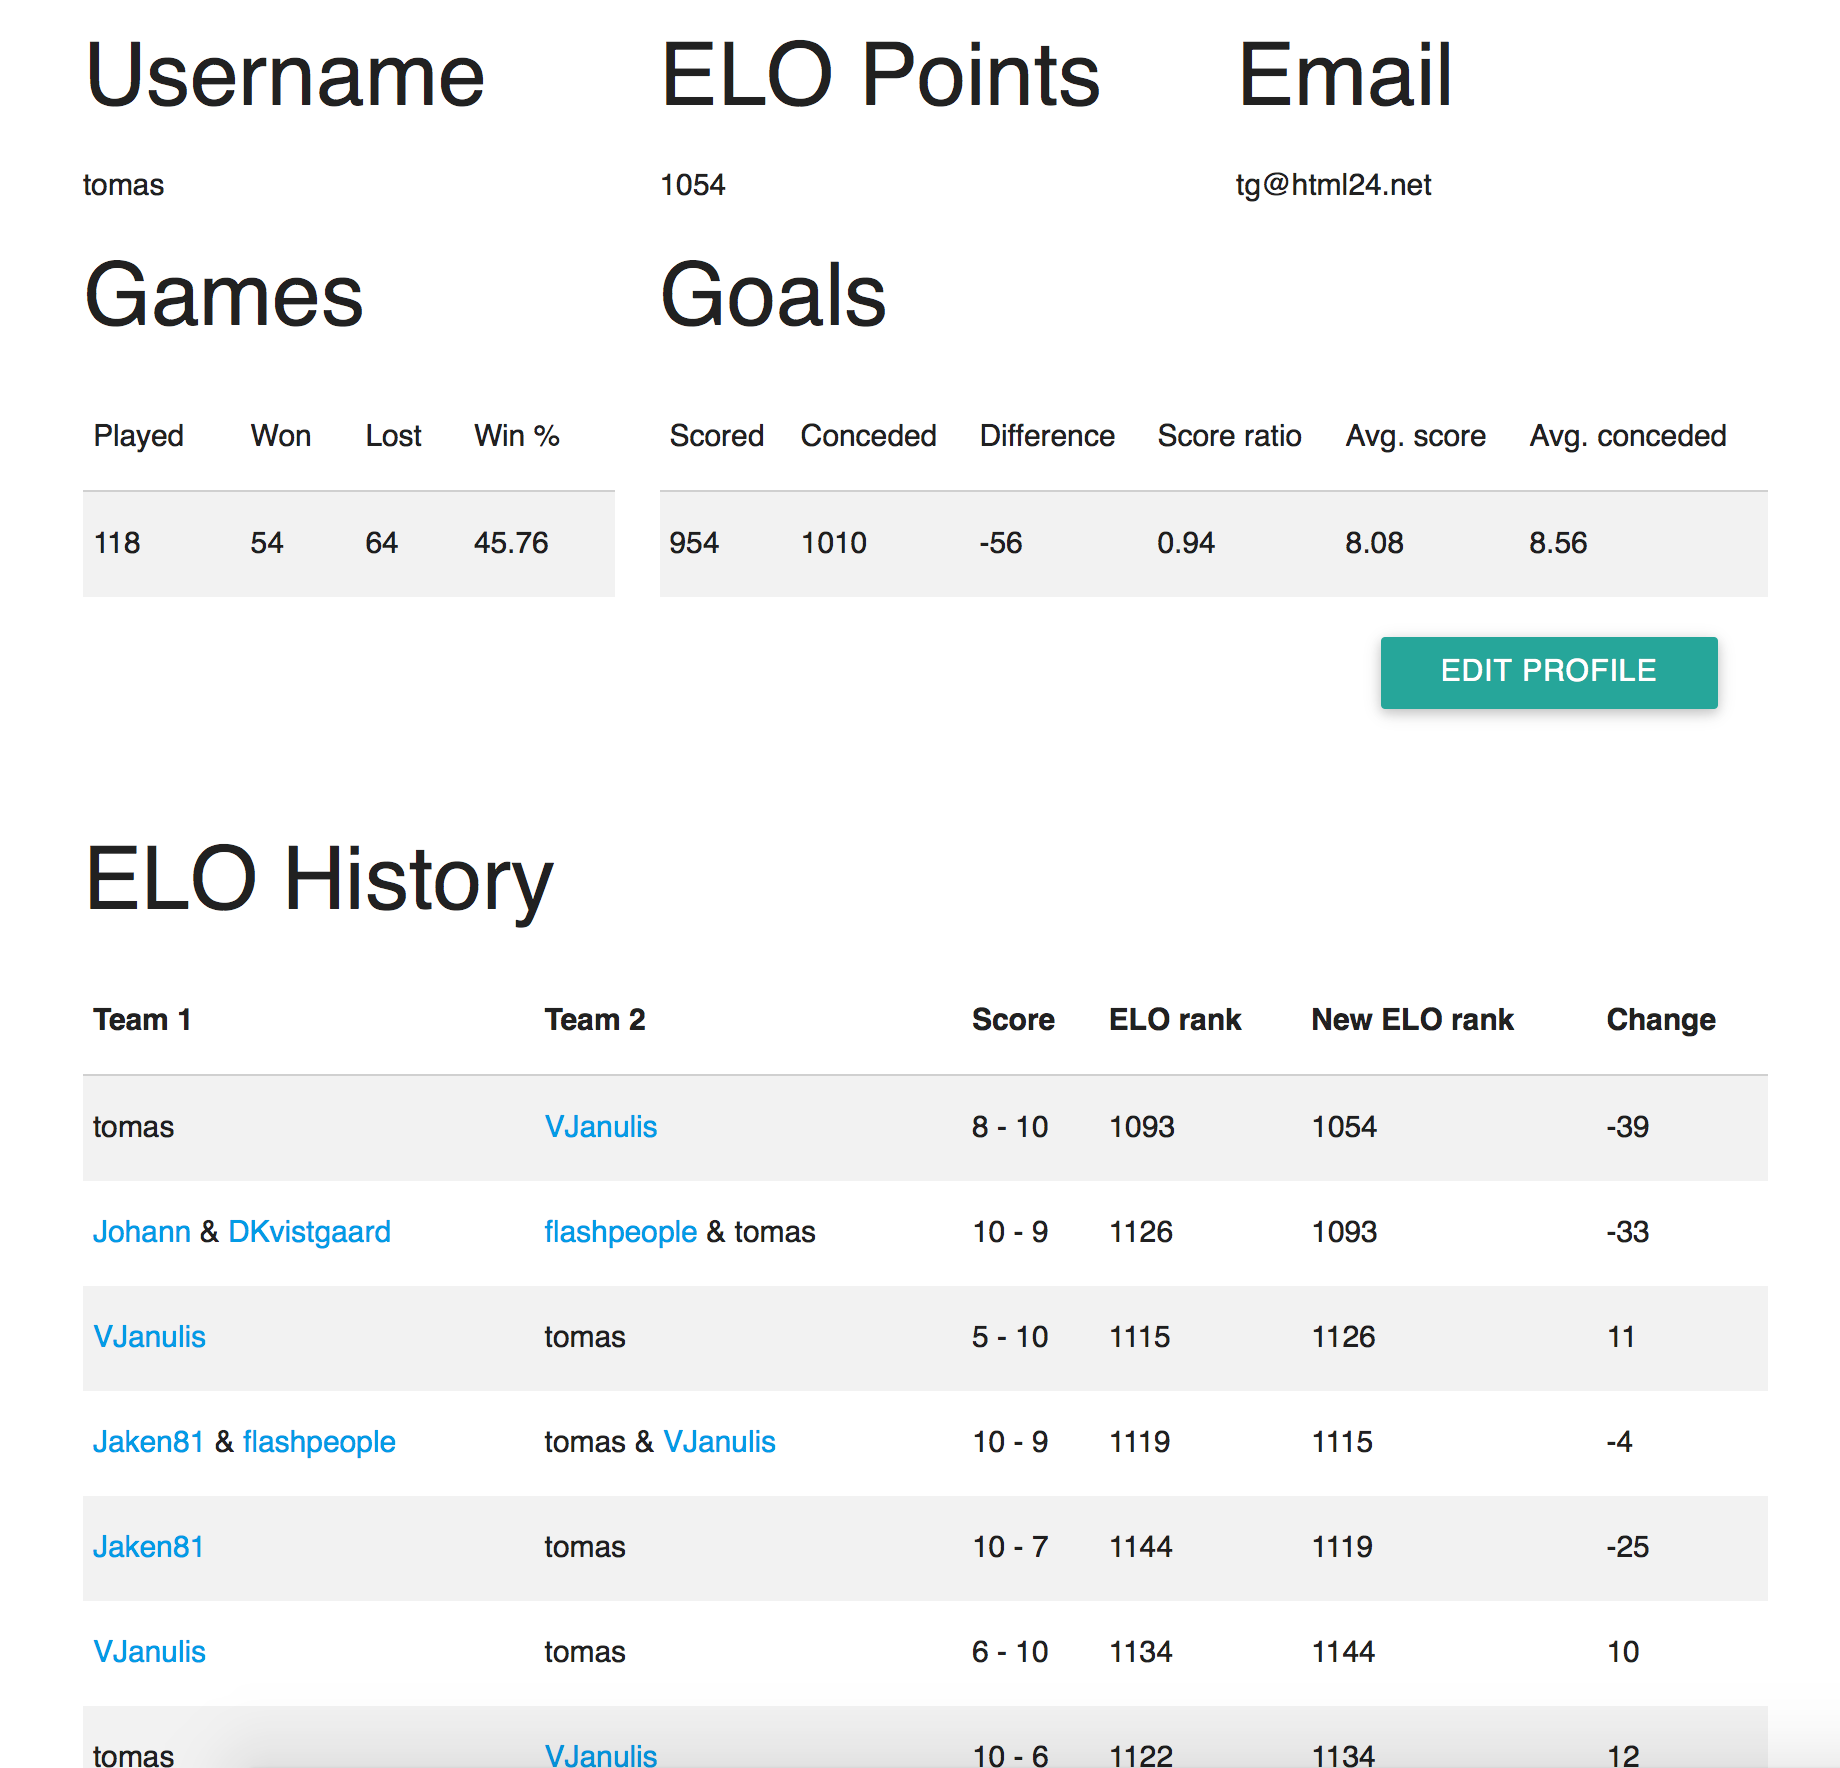 Username ELO Points Email
tomas 1054 tg@html24.net
Games Goals
Played Won Lost Win % Scored Conceded Difference Score ratio Avg. score Avg. conceded
118 54 64 45.76 954 1010 -56 0.94 8.08 8.56
EDIT PROFILE
ELO History
Team 1 Team 2 Score ELO rank New ELO rank Change
tomas VJanulis 8 - 10 1093 1054 -39
Johann & DKvistgaard flashpeople & tomas 10 - 9 1126 1093 -33
VJanulis tomas 5 - 10 1115 1126 11
Jaken81 & flashpeople tomas & VJanulis 10 - 9 1119 1115 -4
Jaken81 tomas 10 - 7 1144 1119 -25
VJanulis tomas 6 - 10 1134 1144 10
tomas VJanulis 10 - 6 1122 1134 12